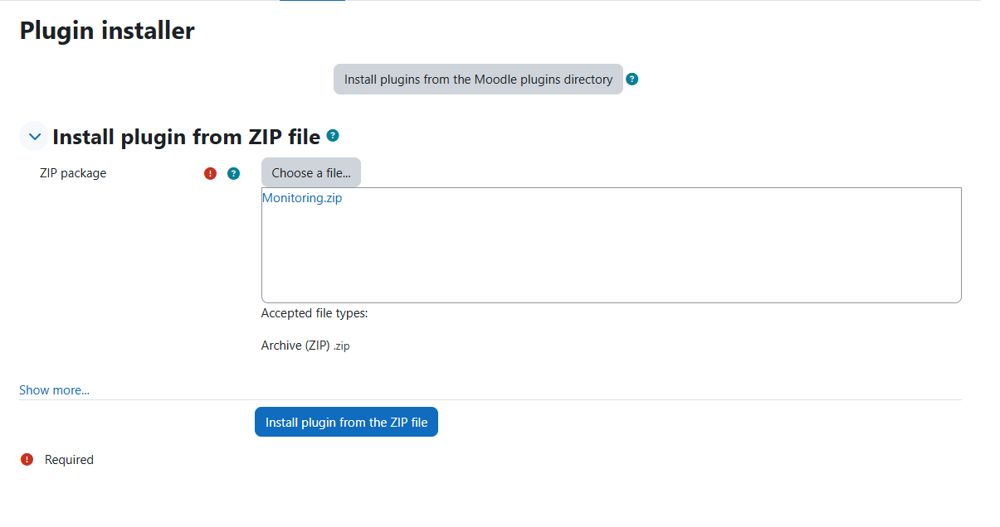 Plugin installer
Install plugins from the Moodle plugins directory ?
Install plugin from ZIP file ?
ZIP package ! ? Choose a file...
Monitoring.zip
Accepted file types:
Archive (ZIP) .zip
Show more...
Install plugin from the ZIP file
! Required